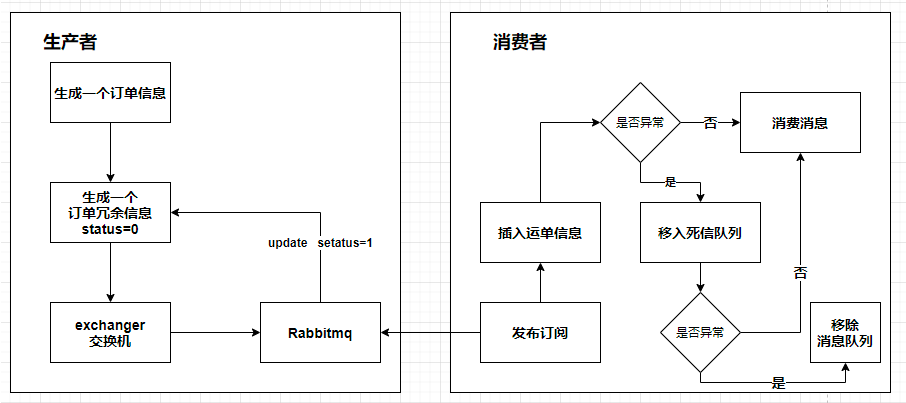 生产者
生成一个订单信息
生成一个
订单冗余信息
status=0
update setatus=1
exchanger
交换机
Rabbitmq
消费者
是否异常
否
消费消息
是
插入运单信息
移入死信队列
否
发布订阅
是否异常
移除
消息队列
是